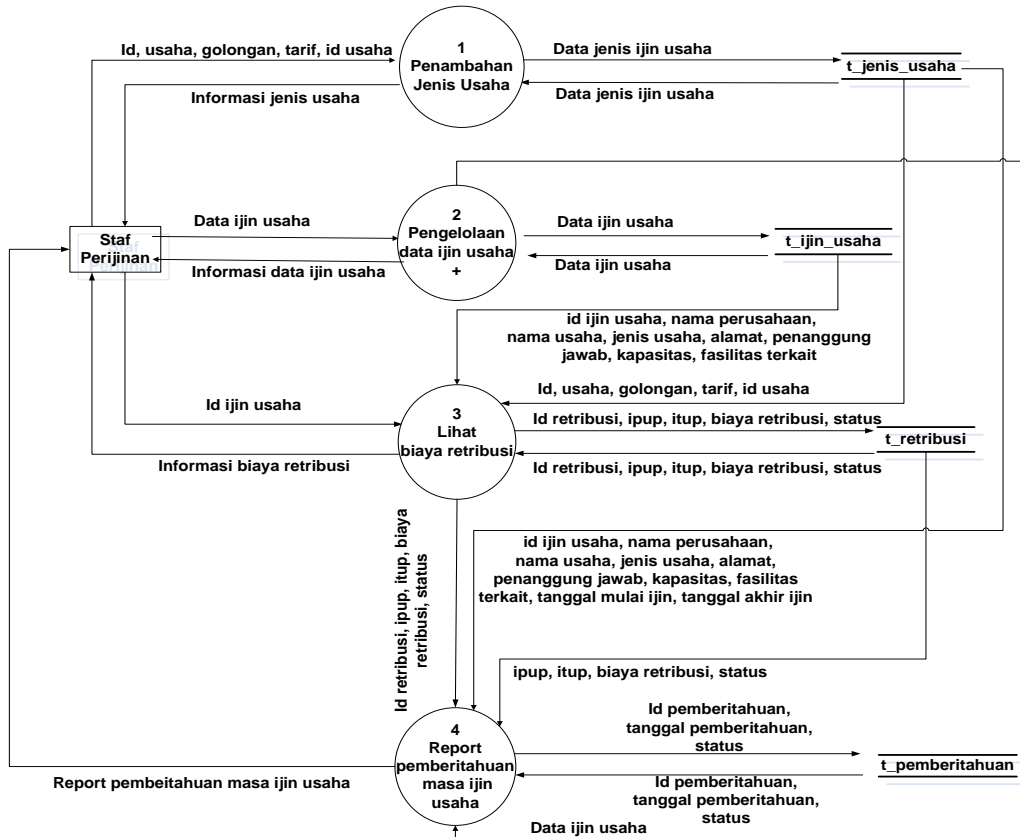 Id, usaha, golongan, tarif, id usaha
Informasi jenis usaha
1
Penambahan
Jenis Usaha
Data jenis ijin usaha
Data jenis ijin usaha
t_jenis_usaha
Staf
Perijinan
Staf
Perijinan
Data ijin usaha
Informasi data ijin usaha
2
Pengelolaan
data ijin usaha
+
Data ijin usaha
Data ijin usaha
t_ijin_usaha
id ijin usaha, nama perusahaan,
nama usaha, jenis usaha, alamat, penanggung
jawab, kapasitas, fasilitas terkait
Id, usaha, golongan, tarif, id usaha
Id ijin usaha
Informasi biaya retribusi
3
Lihat
biaya retribusi
Id retribusi, ipup, itup, biaya retribusi, status
Id retribusi, ipup, itup, biaya retribusi, status
t_retribusi
Id retribusi, ipup, itup, biaya
retribusi, status
id ijin usaha, nama perusahaan,
nama usaha, jenis usaha, alamat,
penanggung jawab, kapasitas, fasilitas
terkait, tanggal mulai ijin, tanggal akhir ijin
ipup, itup, biaya retribusi, status
4
Report
pemberitahuan
masa ijin
usaha
Id pemberitahuan,
tanggal pemberitahuan,
status
Id pemberitahuan,
tanggal pemberitahuan,
status
t_pemberitahuan
Report pembeitahuan masa ijin usaha
Data ijin usaha